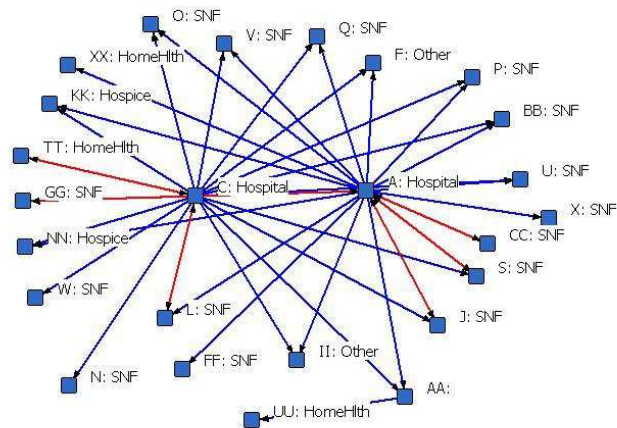 O: SNF
V: SNF
Q: SNF
XX: HomeHlth
F: Other
P: SNF
KK: Hospice
BB: SNF
TT: HomeHlth
C: Hospital
A: Hospital
U: SNF
GG: SNF
X: SNF
NN: Hospice
CC: SNF
S: SNF
W: SNF
L: SNF
J: SNF
N: SNF
FF: SNF
II: Other
AA:
UU: HomeHlth